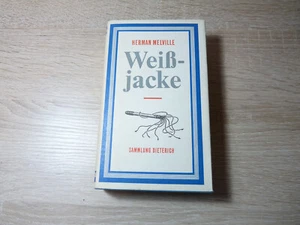 HERMAN MELVILLE
Weiß-
jacke
SAMMLUNG DIETERICH